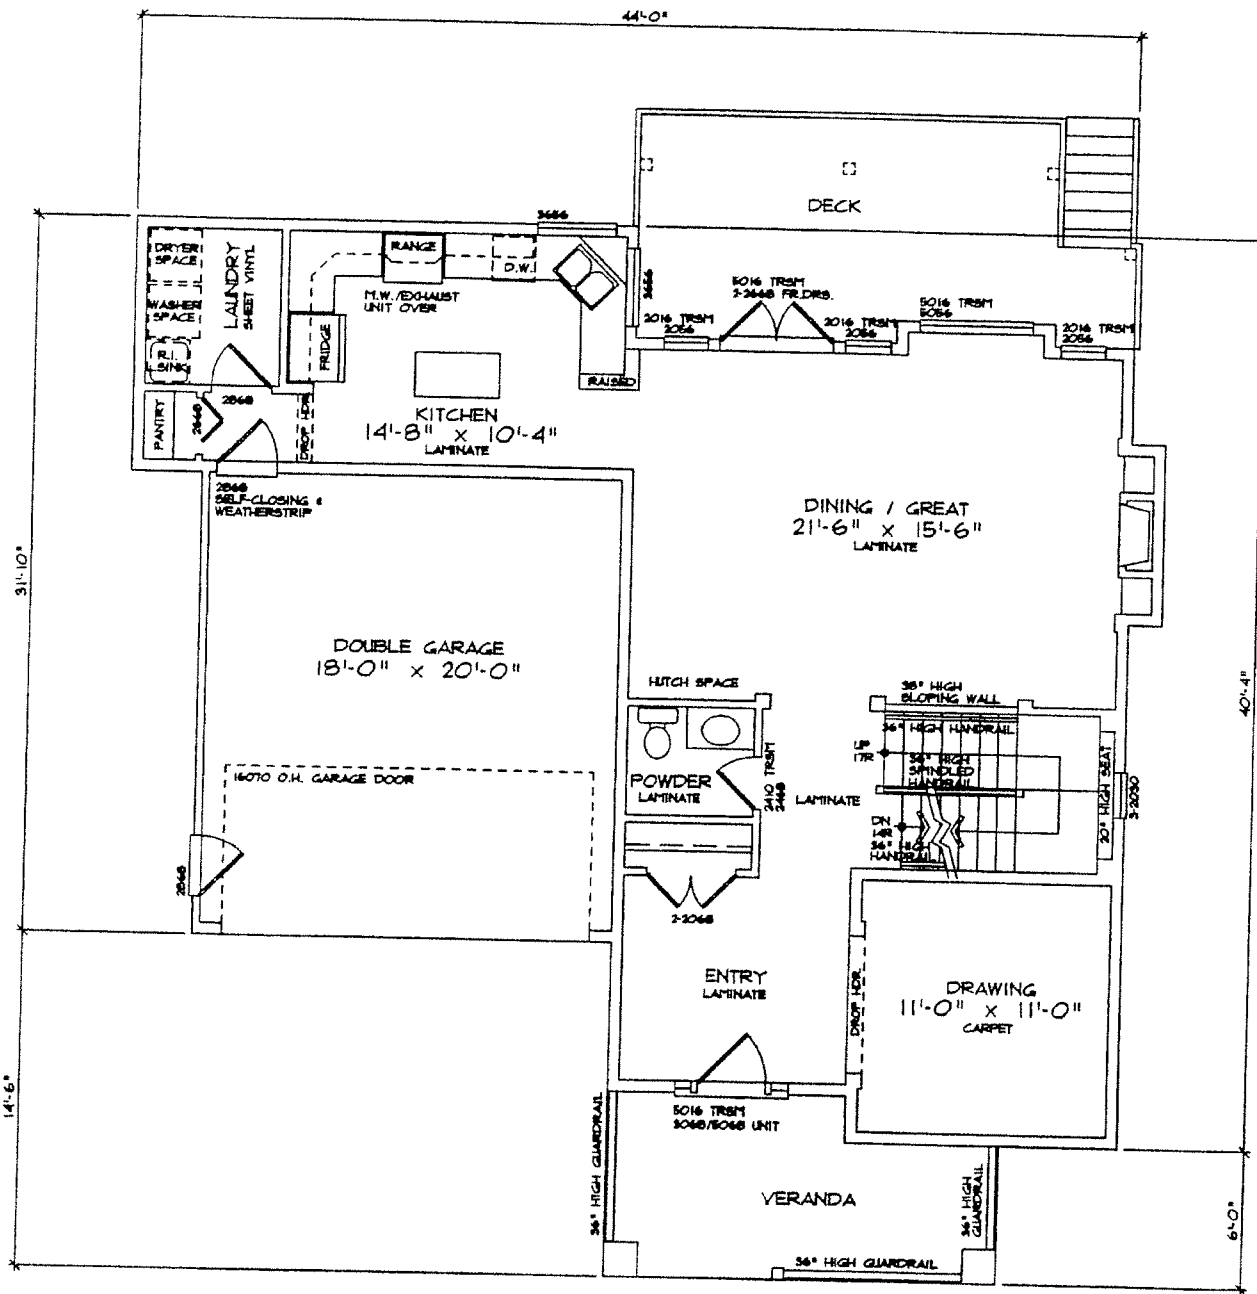 44'-0"
DECK
3656
DRYER
SPACE
WASHER
SPACE
R.I.
SINK
LAUNDRY
SHEET VINYL
RANGE
D.W.
M.W./EXHAUST
UNIT OVER
FRIDGE
3656
5016 TRSM
2-2668 FR.DRS.
2016 TRSM
2056
2016 TRSM
2056
5016 TRSM
5056
2016 TRSM
2056
RAISED
PANTRY
2668
2868
DROP HDR.
KITCHEN
14'-8" x 10'-4"
LAMINATE
2868
SELF-CLOSING &
WEATHERSTRIP
DINING / GREAT
21'-6" x 15'-6"
LAMINATE
31'-10"
DOUBLE GARAGE
18'-0" x 20'-0"
HUTCH SPACE
36" HIGH
SLOPING WALL
36" HIGH HANDRAIL
40'-4"
UP
17R
36" HIGH
SPINDLED
HANDRAIL
16070 O.H. GARAGE DOOR
POWDER
LAMINATE
2410 TRSM
2468
LAMINATE
20" HIGH SEAT
3-2030
DN
14R
36" HIGH
HANDRAIL
2868
2-2068
ENTRY
LAMINATE
DROP HDR.
DRAWING
11'-0" x 11'-0"
CARPET
14'-6"
5016 TRSM
3068/5068 UNIT
36" HIGH GUARDRAIL
VERANDA
36" HIGH
GUARDRAIL
6'-0"
36" HIGH GUARDRAIL